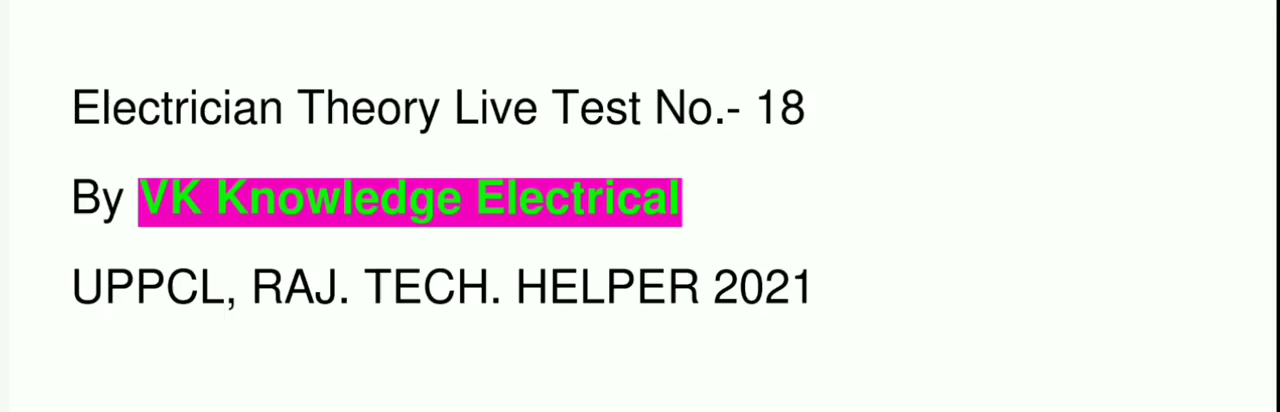 Electrician Theory Live Test No.- 18
By VK Knowledge Electrical
UPPCL, RAJ. TECH. HELPER 2021